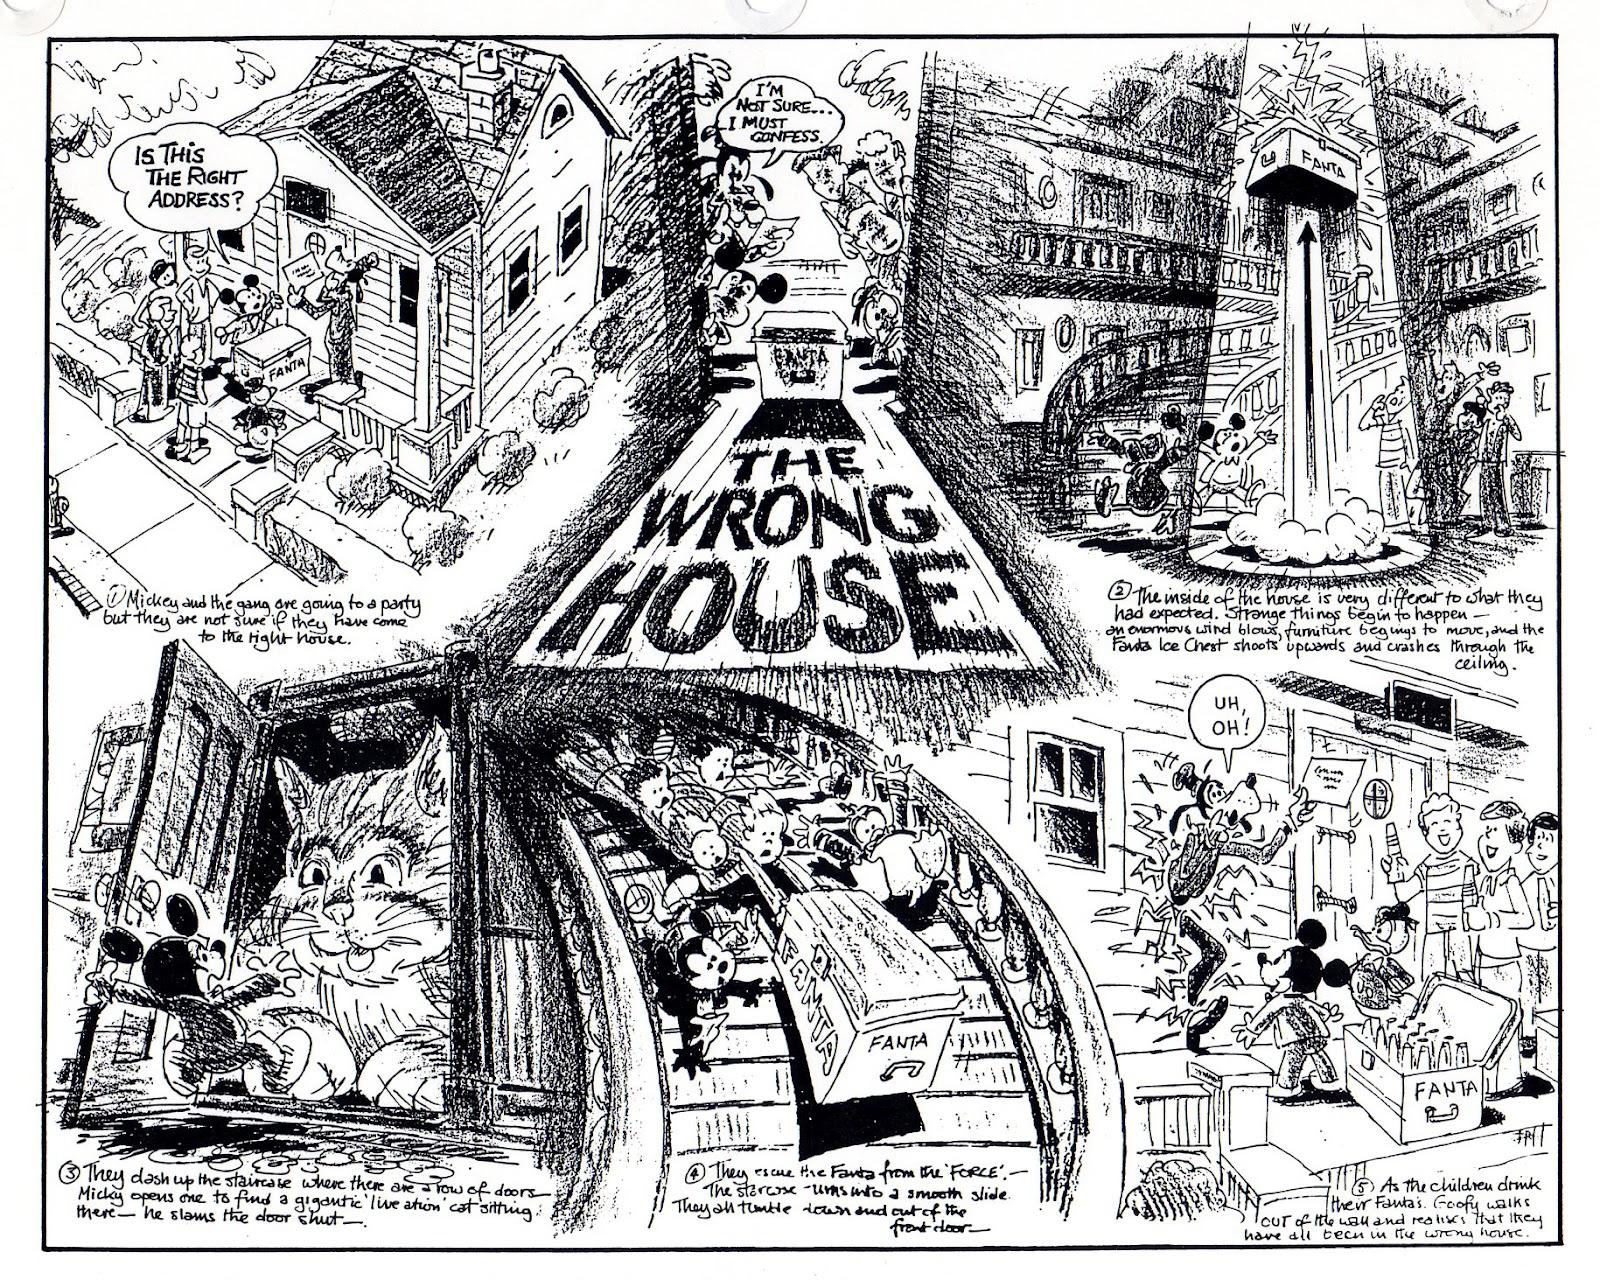 IS THIS
THE RIGHT
ADDRESS?
FANTA
① Mickey and the gang are going to a party
but they are not sure if they have come
to the right house.
I'M
NOT SURE...
I MUST
CONFESS.
FANTA
THE
WRONG
HOUSE
FANTA
② The inside of the house is very different to what they
had expected. Strange things begin to happen —
an enormous wind blows, furniture begings to move, and the
Fanta Ice Chest shoots upwards and crashes through the
ceiling.
③ They dash up the staircase where there are a row of doors
Micky opens one to find a gigantic 'live action' cat sitting
there — he slams the door shut —.
FANTA
FANTA
④ They escue the Fanta from the 'FORCE'. —
The starcase turns into a smooth slide.
They all tumble down and out of the
front door —
UH,
OH!
FANTA
⑤ As the children drink
their Fantas. Goofy walks
OUT of the wall and realises that they
have all been in the wrong house.